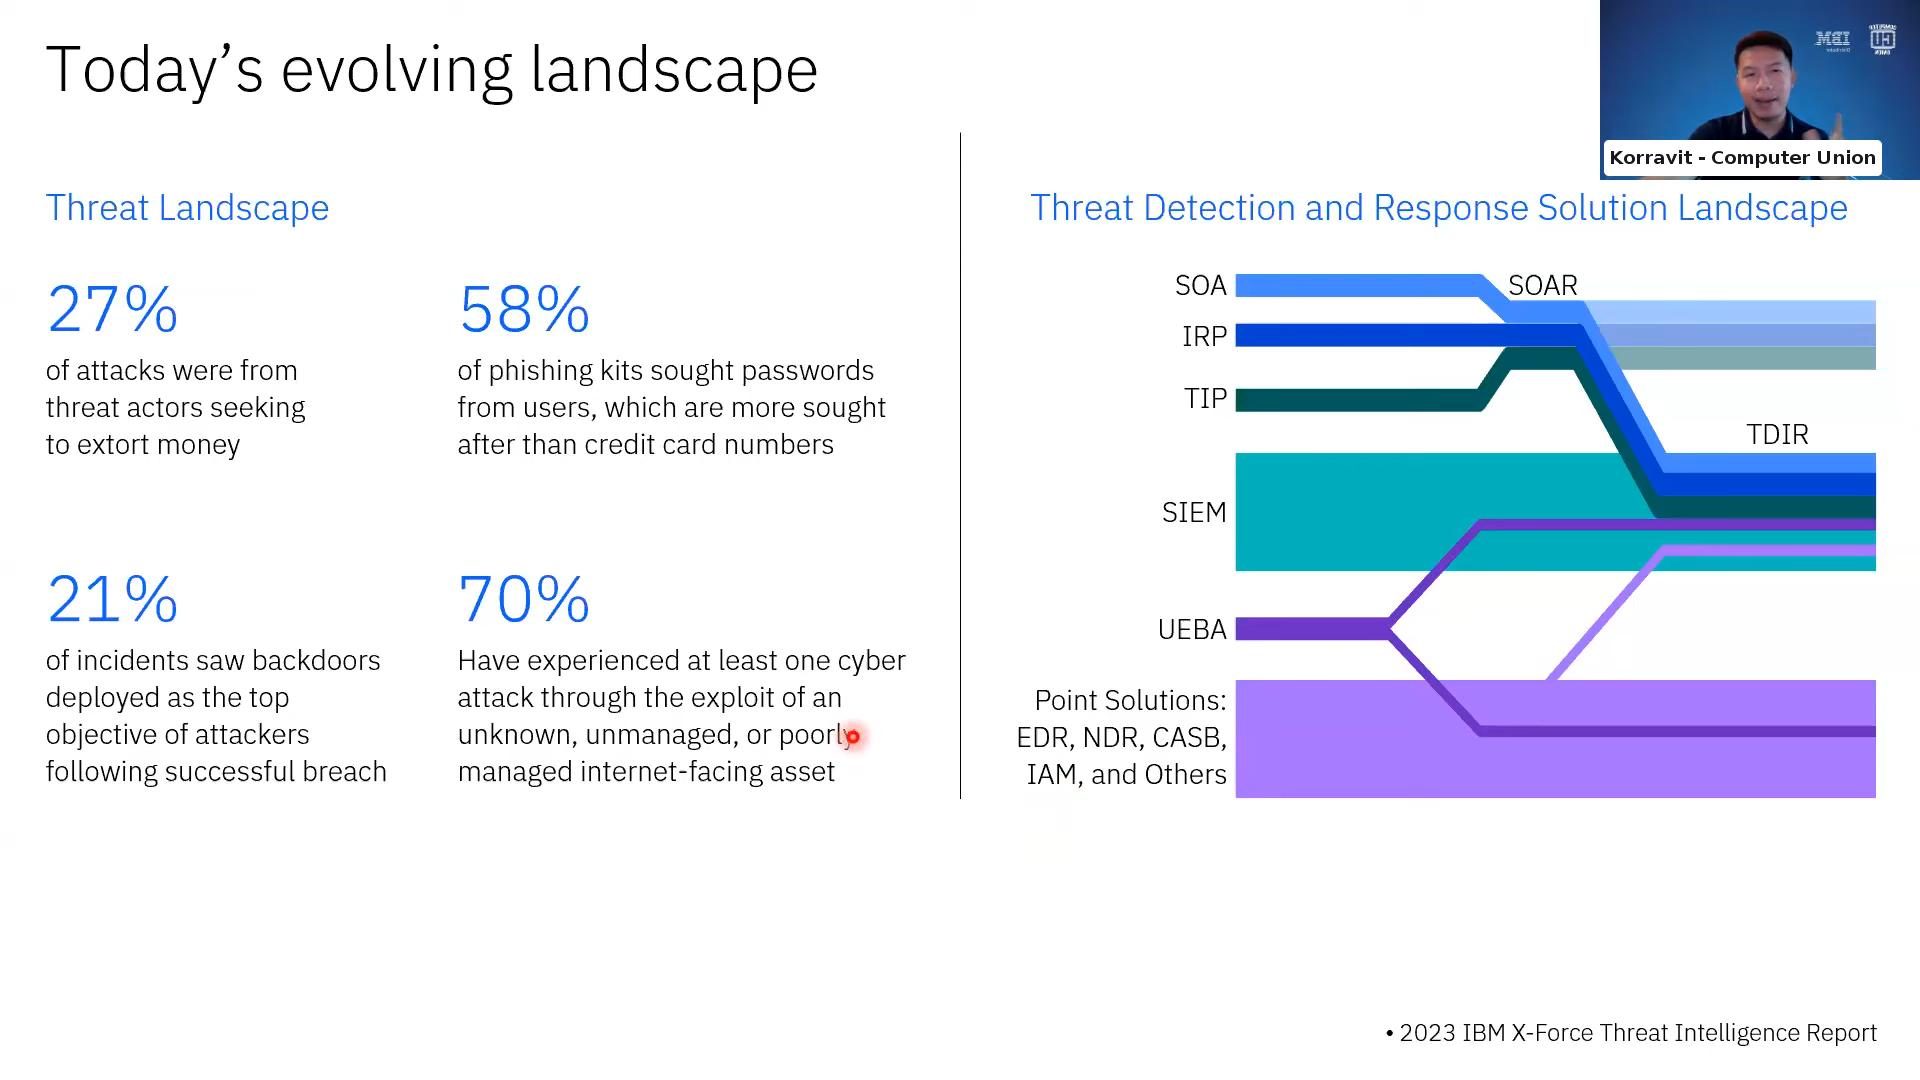 Today’s evolving landscape
IBM
Korravit - Computer Union
Threat Landscape
27%
of attacks were from
threat actors seeking
to extort money
58%
of phishing kits sought passwords
from users, which are more sought
after than credit card numbers
21%
of incidents saw backdoors
deployed as the top
objective of attackers
following successful breach
70%
Have experienced at least one cyber
attack through the exploit of an
unknown, unmanaged, or poorly
managed internet-facing asset
Threat Detection and Response Solution Landscape
SOA
SOAR
IRP
TIP
TDIR
SIEM
UEBA
Point Solutions:
EDR, NDR, CASB,
IAM, and Others
• 2023 IBM X-Force Threat Intelligence Report